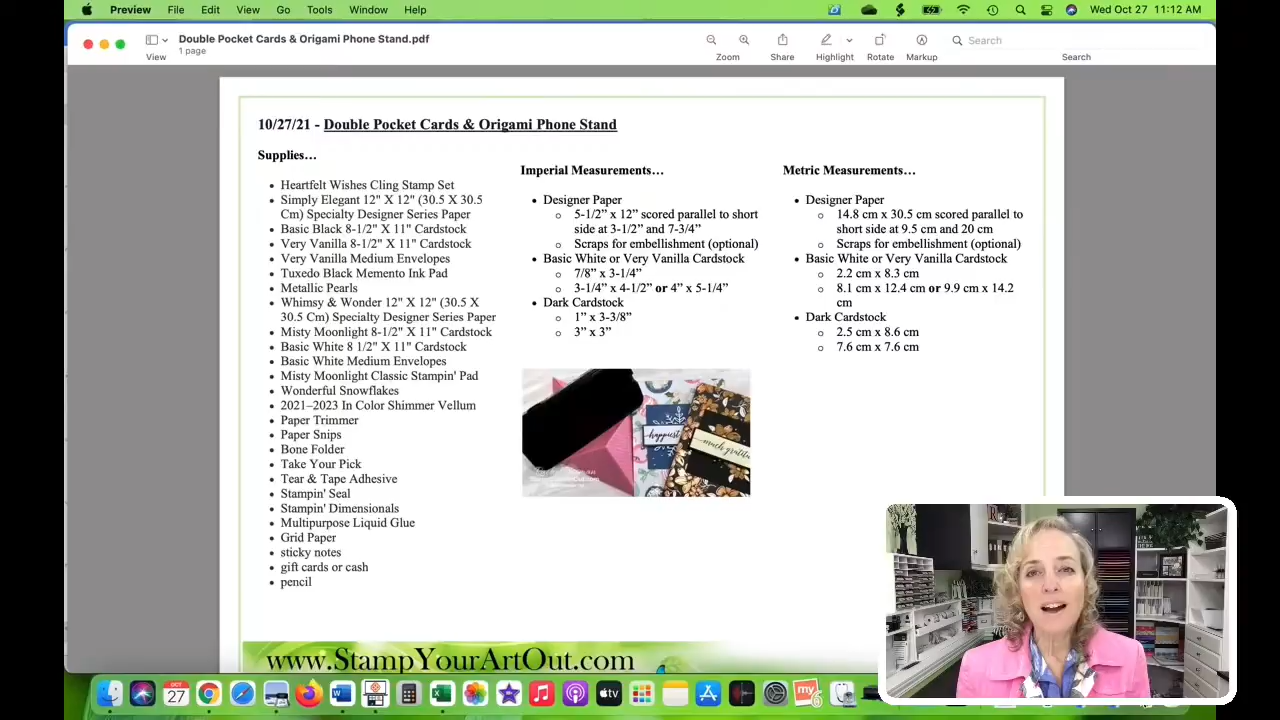 Preview File Edit View Go Tools Window Help Wed Oct 27 11:12 AM
Double Pocket Cards & Origami Phone Stand.pdf
1 page
View Zoom Share Highlight Rotate Markup Search
Search
10/27/21 - Double Pocket Cards & Origami Phone Stand
Supplies…
Heartfelt Wishes Cling Stamp Set
Simply Elegant 12" X 12" (30.5 X 30.5
Cm) Specialty Designer Series Paper
Basic Black 8-1/2" X 11" Cardstock
Very Vanilla 8-1/2" X 11" Cardstock
Very Vanilla Medium Envelopes
Tuxedo Black Memento Ink Pad
Metallic Pearls
Whimsy & Wonder 12" X 12" (30.5 X
30.5 Cm) Specialty Designer Series Paper
Misty Moonlight 8-1/2" X 11" Cardstock
Basic White 8 1/2" X 11" Cardstock
Basic White Medium Envelopes
Misty Moonlight Classic Stampin' Pad
Wonderful Snowflakes
2021–2023 In Color Shimmer Vellum
Paper Trimmer
Paper Snips
Bone Folder
Take Your Pick
Tear & Tape Adhesive
Stampin' Seal
Stampin' Dimensionals
Multipurpose Liquid Glue
Grid Paper
sticky notes
gift cards or cash
pencil
Imperial Measurements…
Designer Paper
5-1/2” x 12” scored parallel to short
side at 3-1/2” and 7-3/4”
Scraps for embellishment (optional)
Basic White or Very Vanilla Cardstock
7/8” x 3-1/4”
3-1/4” x 4-1/2” or 4” x 5-1/4”
Dark Cardstock
1” x 3-3/8”
3” x 3”
happiest
much gratitu
Metric Measurements…
Designer Paper
14.8 cm x 30.5 cm scored parallel to
short side at 9.5 cm and 20 cm
Scraps for embellishment (optional)
Basic White or Very Vanilla Cardstock
2.2 cm x 8.3 cm
8.1 cm x 12.4 cm or 9.9 cm x 14.2
cm
Dark Cardstock
2.5 cm x 8.6 cm
7.6 cm x 7.6 cm
www.StampYourArtOut.com
OCT
27
tv
my
6